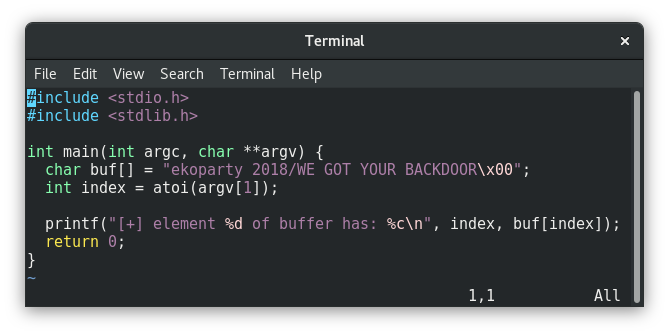 Terminal
File Edit View Search Terminal Help
#include <stdio.h>
#include <stdlib.h>
int main(int argc, char **argv) {
  char buf[] = "ekoparty 2018/WE GOT YOUR BACKDOOR\x00";
  int index = atoi(argv[1]);
  printf("[+] element %d of buffer has: %c\n", index, buf[index]);
  return 0;
}
~
1,1 All